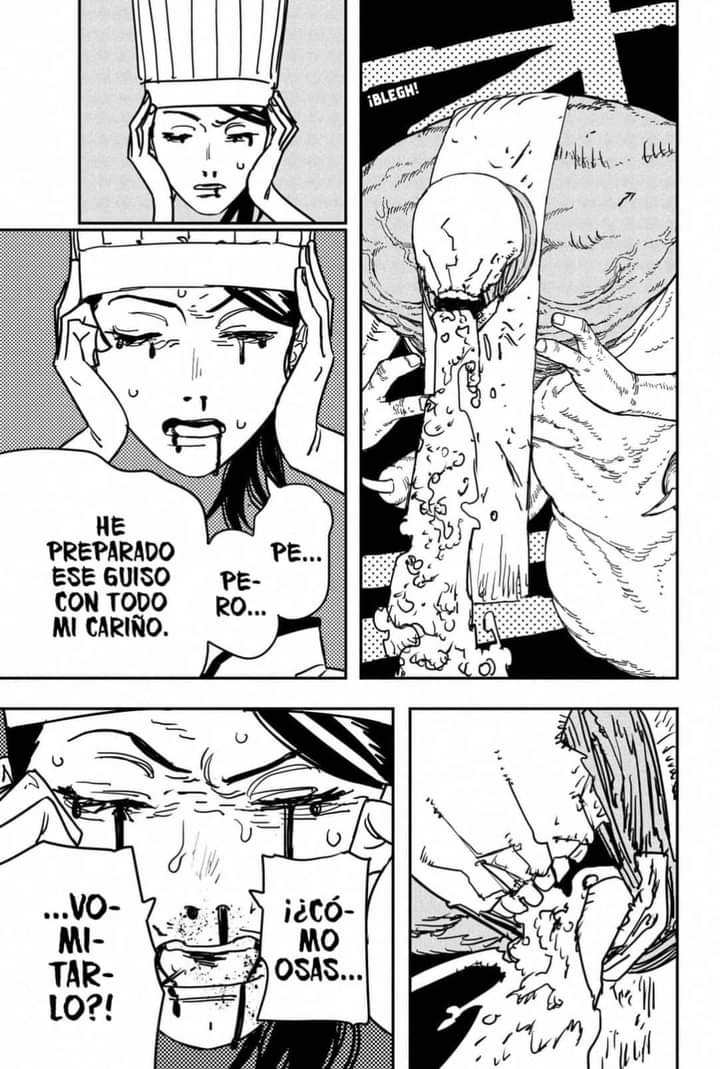 ¡BLEGH!
PE...
PE-
RO...
HE
PREPARADO
ESE GUISO
CON TODO
MI CARIÑO.
¡¿CÓ-
MO
OSAS...
...VO-
MI-
TAR-
LO?!